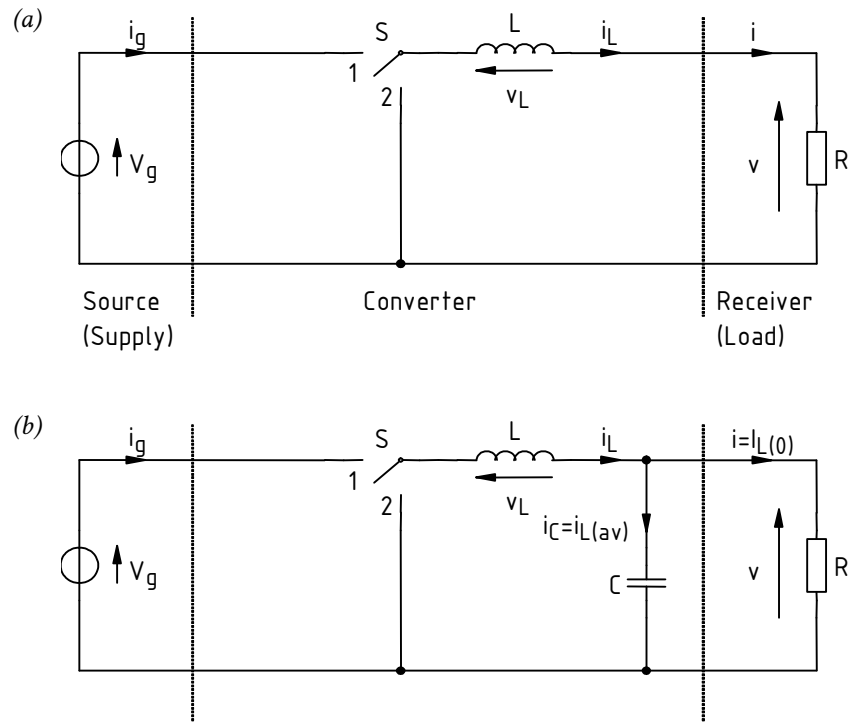 (a)
i_g
S
L
i_L
i
1
2
v_L
V_g
v
R
Source
(Supply)
Converter
Receiver
(Load)
(b)
i_g
S
L
i_L
i=I_L(0)
1
2
v_L
i_C=i_L(av)
V_g
C
v
R